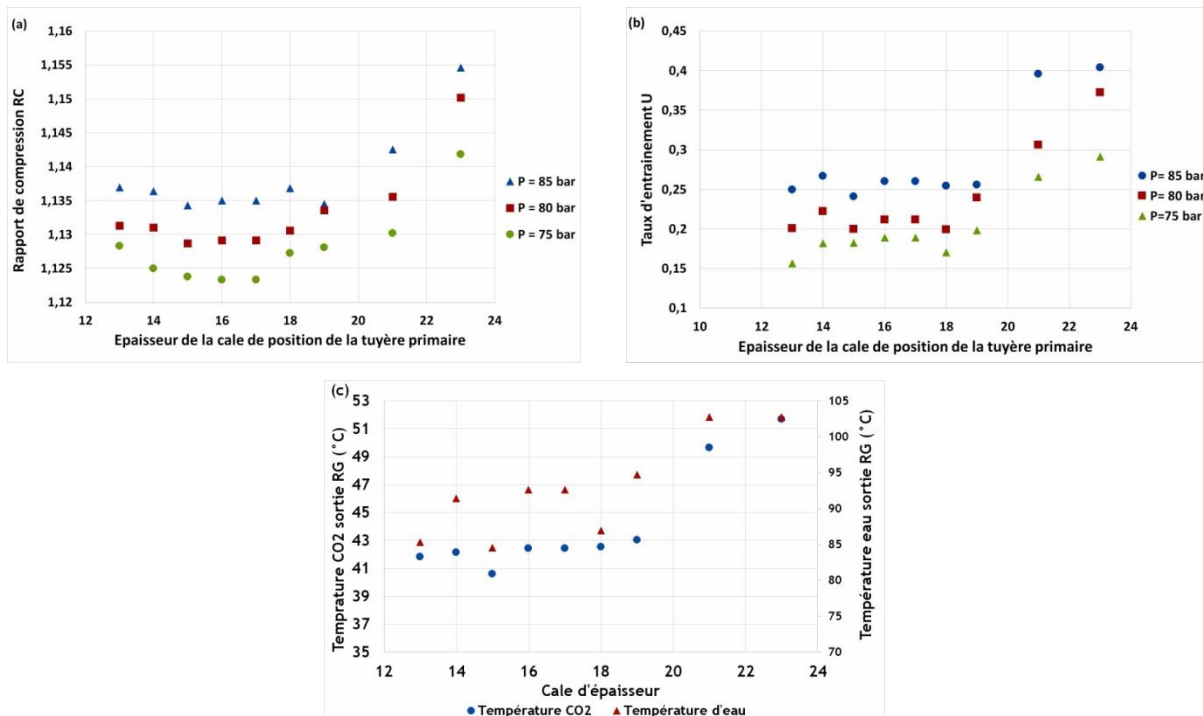 (a)
Rapport de compression RC
1,16
1,155
1,15
1,145
1,14
1,135
1,13
1,125
1,12
12 14 16 18 20 22 24
Epaisseur de la cale de position de la tuyère primaire
P = 85 bar
P = 80 bar
P = 75 bar
(b)
Taux d'entrainement U
0,45
0,4
0,35
0,3
0,25
0,2
0,15
0,1
10 12 14 16 18 20 22 24
Epaisseur de la cale de position de la tuyère primaire
P= 85 bar
P= 80 bar
P=75 bar
(c)
Temprature CO2 sortie RG (°C)
53
51
49
47
45
43
41
39
37
35
12 14 16 18 20 22 24
Cale d'épaisseur
105
100
95
90
85
80
75
70
Température eau sortie RG (°C)
Température CO2 Température d'eau